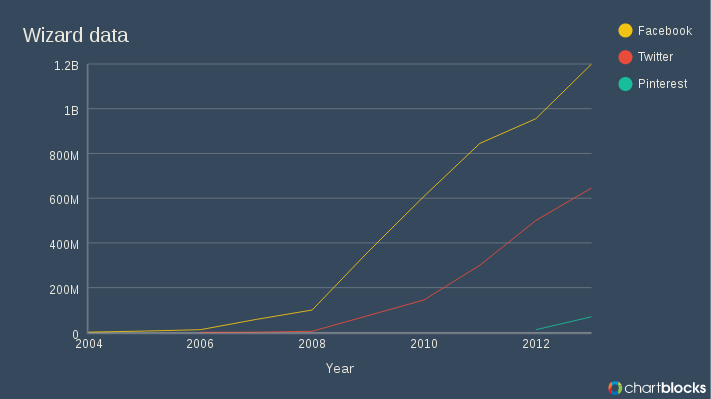 Wizard data
Facebook
Twitter
Pinterest
1.2B
1B
800M
600M
400M
200M
0
2004
2006
2008
2010
2012
Year
chartblocks